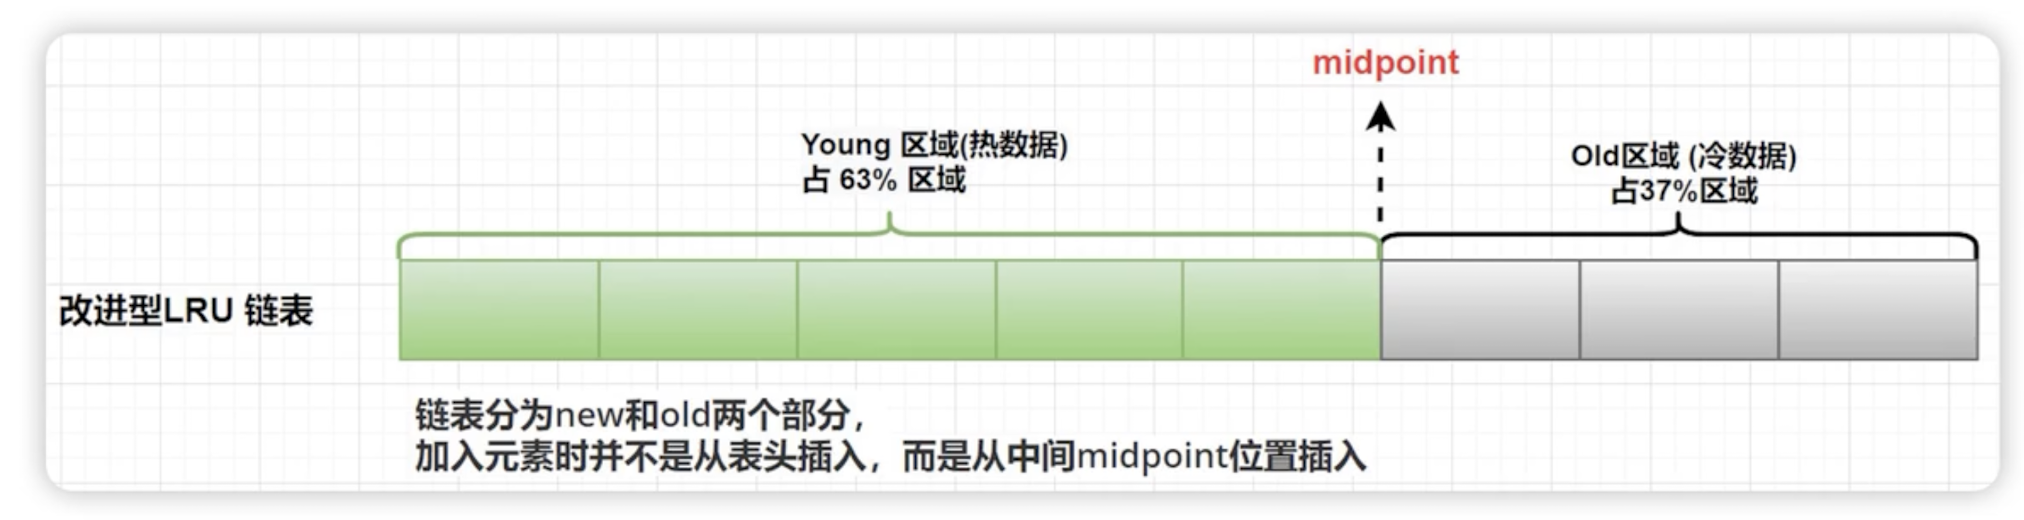 midpoint
Young 区域(热数据)
占 63% 区域
Old区域 (冷数据)
占37%区域
改进型LRU 链表
链表分为new和old两个部分，
加入元素时并不是从表头插入，而是从中间midpoint位置插入